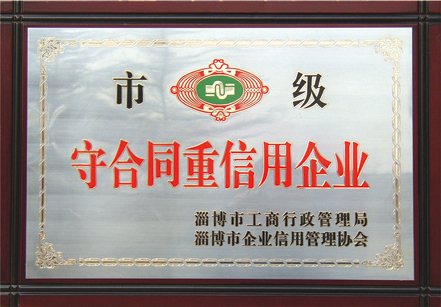 市 级
守合同重信用企业
淄博市工商行政管理局
淄博市企业信用管理协会